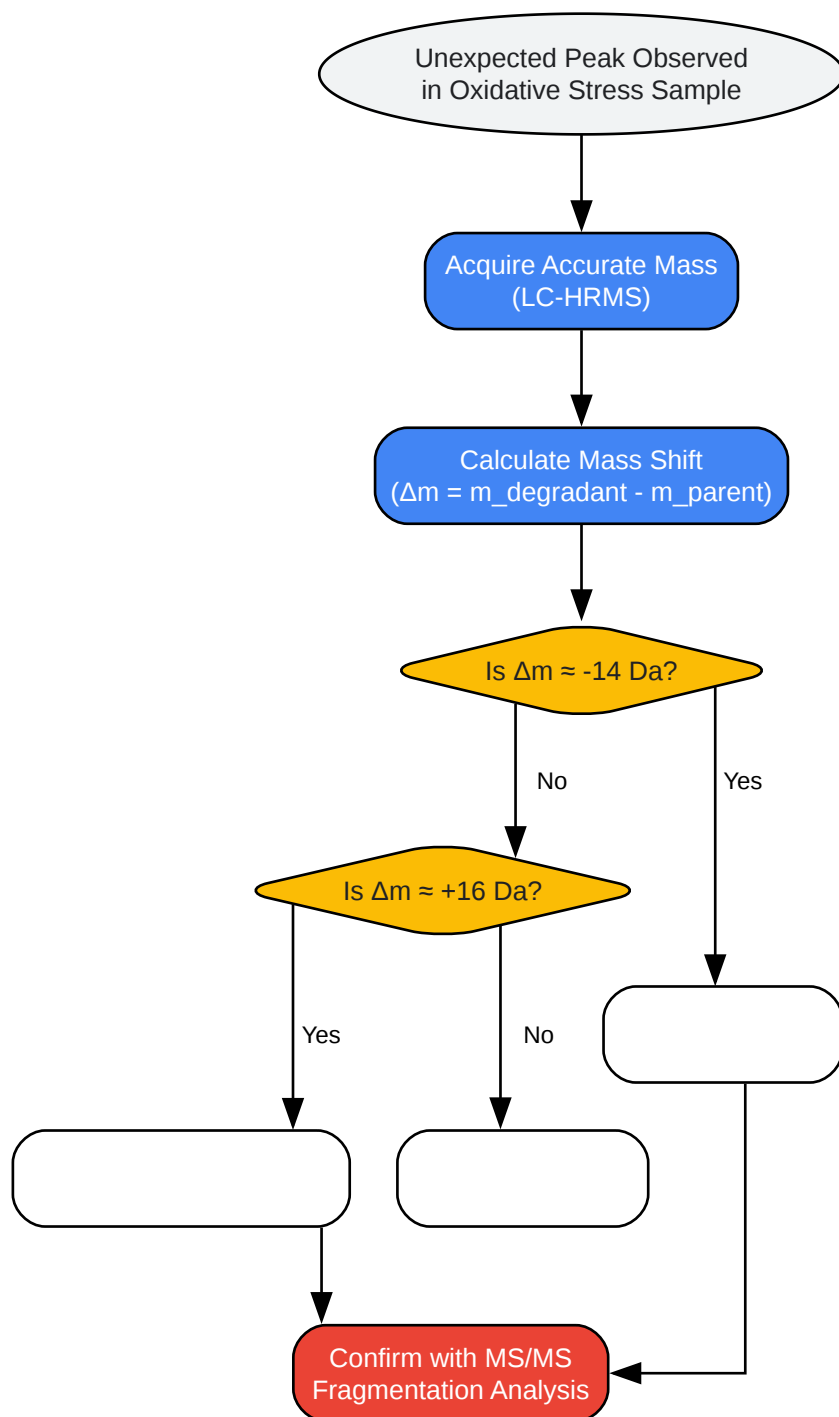 Unexpected Peak Observed
in Oxidative Stress Sample
Acquire Accurate Mass
(LC-HRMS)
Calculate Mass Shift
(Δm = m_degradant - m_parent)
Is Δm ≈ -14 Da?
No
Yes
Is Δm ≈ +16 Da?
Yes
No
Confirm with MS/MS
Fragmentation Analysis